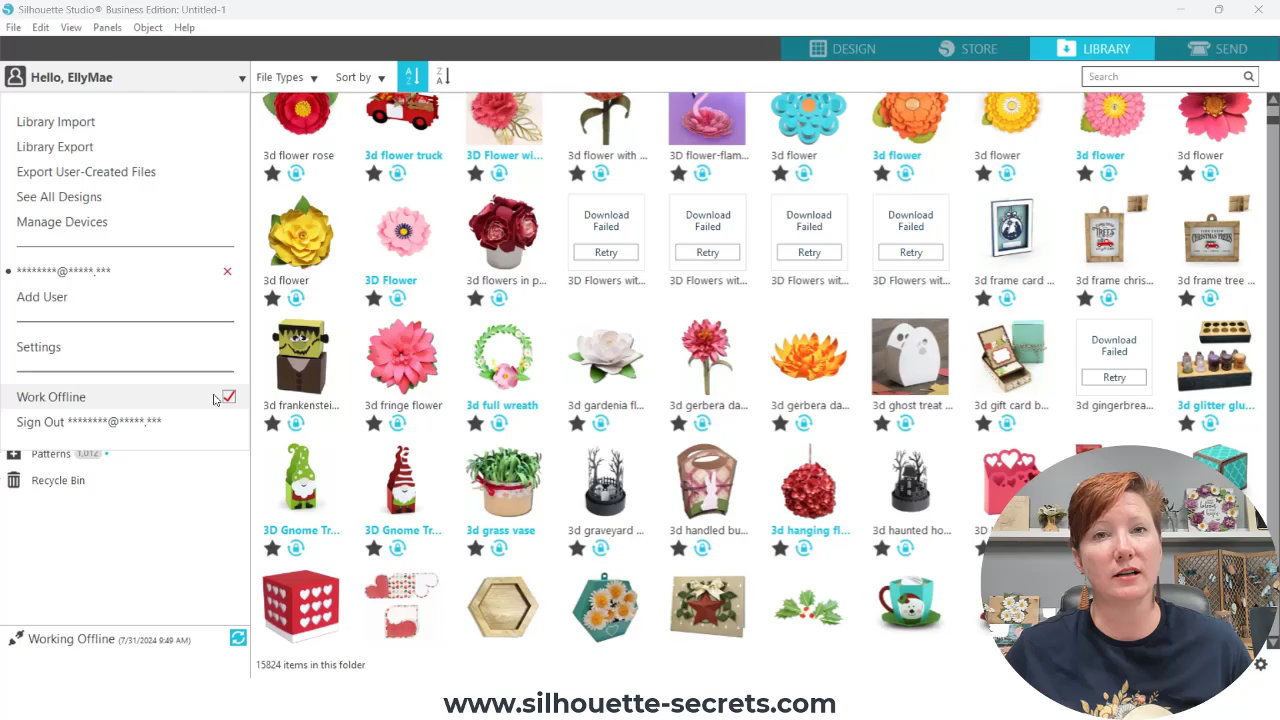 Silhouette Studio® Business Edition: Untitled-1
File Edit View Panels Object Help
DESIGN STORE LIBRARY SEND
Hello, EllyMae
File Types Sort by A Z Z A Search
Library Import
Library Export
Export User-Created Files
See All Designs
Manage Devices
********@*****.***
Add User
Settings
Work Offline
Sign Out ********@*****.***
Patterns 1,012
Recycle Bin
Working Offline (7/31/2024 9:49 AM)
3d flower rose 3d flower truck 3D Flower wi... 3d flower with ... 3D flower-flam... 3d flower 3d flower 3d flower 3d flower 3d flower
Download Failed Download Failed Download Failed Download Failed
Retry Retry Retry Retry
3d flower 3D Flower 3d flowers in p... 3D Flowers wit... 3D Flowers wit... 3D Flowers wit... 3D Flowers wit... 3d frame card ... 3d frame chris... 3d frame tree ...
Download Failed
Retry
3d frankenstei... 3d fringe flower 3d full wreath 3d gardenia fl... 3d gerbera da... 3d gerbera da... 3d ghost treat ... 3d gift card b... 3d gingerbrea... 3d glitter glu...
3D Gnome Tr... 3D Gnome Tr... 3d grass vase 3d graveyard ... 3d handled bu... 3d hanging fl... 3d haunted ho...
15824 items in this folder
www.silhouette-secrets.com